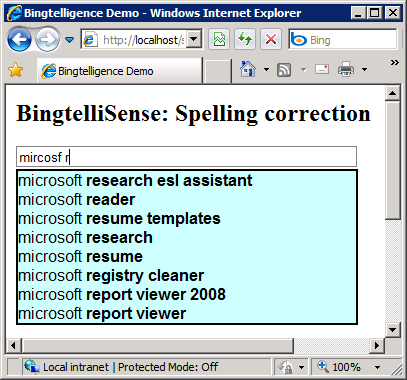 Bingtelligence Demo - Windows Internet Explorer
http://localhost/s
Bing
Bingtelligence Demo
BingtelliSense: Spelling correction
mircosf r
microsoft research esl assistant
microsoft reader
microsoft resume templates
microsoft research
microsoft resume
microsoft registry cleaner
microsoft report viewer 2008
microsoft report viewer
Local intranet | Protected Mode: Off
100%